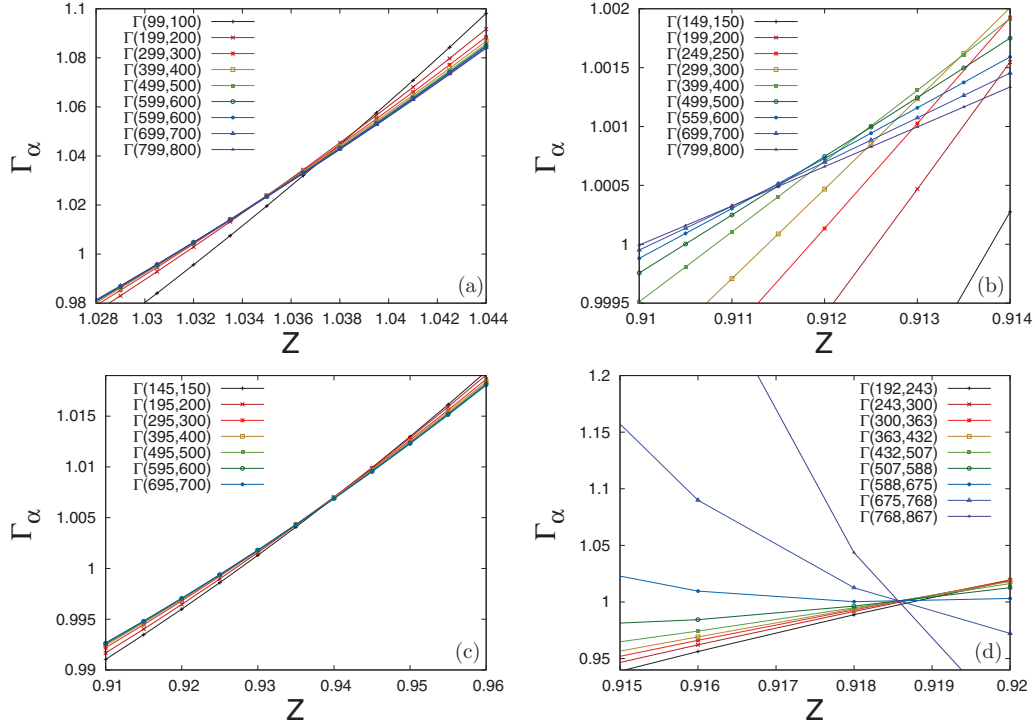 Γ(99,100)
Γ(199,200)
Γ(299,300)
Γ(399,400)
Γ(499,500)
Γ(599,600)
Γ(699,700)
Γ(799,800)
1.1
1.08
1.06
1.04
1.02
1
0.98
Γα
1.028 1.03 1.032 1.034 1.036 1.038 1.04 1.042 1.044
Z
(a)
Γ(149,150)
Γ(199,200)
Γ(249,250)
Γ(299,300)
Γ(399,400)
Γ(499,500)
Γ(559,600)
Γ(699,700)
Γ(799,800)
1.002
1.0015
1.001
1.0005
1
0.9995
Γα
0.91 0.911 0.912 0.913 0.914
Z
(b)
Γ(145,150)
Γ(195,200)
Γ(295,300)
Γ(395,400)
Γ(495,500)
Γ(595,600)
Γ(695,700)
1.015
1.01
1.005
1
0.995
0.99
Γα
0.91 0.92 0.93 0.94 0.95 0.96
Z
(c)
Γ(192,243)
Γ(243,300)
Γ(300,363)
Γ(363,432)
Γ(432,507)
Γ(507,588)
Γ(588,675)
Γ(675,768)
Γ(768,867)
1.2
1.15
1.1
1.05
1
0.95
Γα
0.915 0.916 0.917 0.918 0.919 0.92
Z
(d)